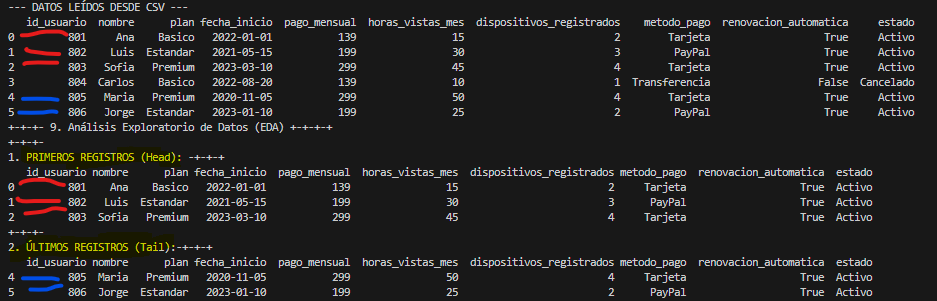 --- DATOS LEÍDOS DESDE CSV ---
id_usuario nombre plan fecha_inicio pago_mensual horas_vistas_mes dispositivos_registrados metodo_pago renovacion_automatica estado
0 801 Ana Basico 2022-01-01 139 15 2 Tarjeta True Activo
1 802 Luis Estandar 2021-05-15 199 30 3 PayPal True Activo
2 803 Sofia Premium 2023-03-10 299 45 4 Tarjeta True Activo
3 804 Carlos Basico 2022-08-20 139 10 1 Transferencia False Cancelado
4 805 Maria Premium 2020-11-05 299 50 4 Tarjeta True Activo
5 806 Jorge Estandar 2023-01-10 199 25 2 PayPal True Activo
+-+-+- 9. Análisis Exploratorio de Datos (EDA) +-+-+-+
+-+-+-
1. PRIMEROS REGISTROS (Head): -+-+-+
id_usuario nombre plan fecha_inicio pago_mensual horas_vistas_mes dispositivos_registrados metodo_pago renovacion_automatica estado
0 801 Ana Basico 2022-01-01 139 15 2 Tarjeta True Activo
1 802 Luis Estandar 2021-05-15 199 30 3 PayPal True Activo
2 803 Sofia Premium 2023-03-10 299 45 4 Tarjeta True Activo
+-+-+-
2. ÚLTIMOS REGISTROS (Tail):-+-+-+
id_usuario nombre plan fecha_inicio pago_mensual horas_vistas_mes dispositivos_registrados metodo_pago renovacion_automatica estado
4 805 Maria Premium 2020-11-05 299 50 4 Tarjeta True Activo
5 806 Jorge Estandar 2023-01-10 199 25 2 PayPal True Activo